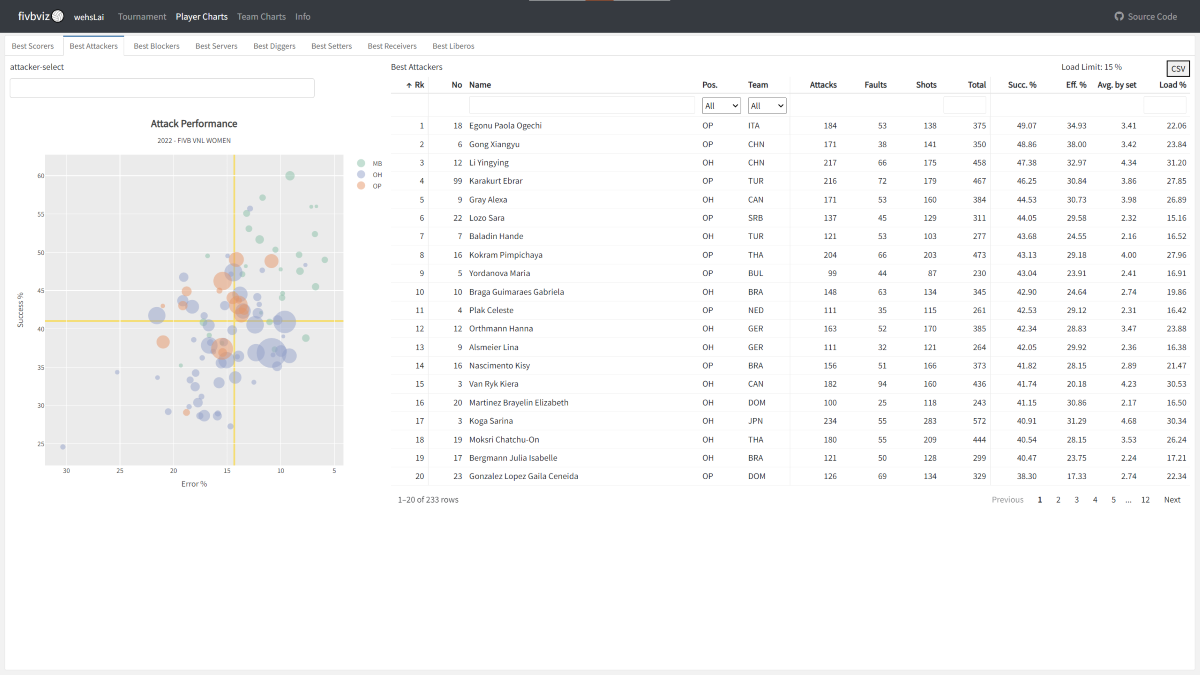 fivbviz wehsl.ai Tournament Player Charts Team Charts Info Source Code
Best Scorers Best Attackers Best Blockers Best Servers Best Diggers Best Setters Best Receivers Best Liberos
attacker-select
Attack Performance
2022 - FIVB VNL WOMEN
60
55
50
45
40
35
30
25
Success %
30 25 20 15 10 5
Error %
MB
OH
OP
Best Attackers Load Limit: 15 % CSV
↑ Rk No Name Pos. Team Attacks Faults Shots Total Succ. % Eff. % Avg. by set Load %
All All
1 18 Egonu Paola Ogechi OP ITA 184 53 138 375 49.07 34.93 3.41 22.06
2 6 Gong Xiangyu OP CHN 171 38 141 350 48.86 38.00 3.42 23.84
3 12 Li Yingying OH CHN 217 66 175 458 47.38 32.97 4.34 31.20
4 99 Karakurt Ebrar OP TUR 216 72 179 467 46.25 30.84 3.86 27.85
5 9 Gray Alexa OH CAN 171 53 160 384 44.53 30.73 3.98 26.89
6 22 Lozo Sara OP SRB 137 45 129 311 44.05 29.58 2.32 15.16
7 7 Baladin Hande OH TUR 121 53 103 277 43.68 24.55 2.16 16.52
8 16 Kokram Pimpichaya OP THA 204 66 203 473 43.13 29.18 4.00 27.96
9 5 Yordanova Maria OP BUL 99 44 87 230 43.04 23.91 2.41 16.91
10 10 Braga Guimaraes Gabriela OH BRA 148 63 134 345 42.90 24.64 2.74 19.86
11 4 Plak Celeste OP NED 111 35 115 261 42.53 29.12 2.31 16.42
12 12 Orthmann Hanna OH GER 163 52 170 385 42.34 28.83 3.47 23.88
13 9 Alsmeier Lina OH GER 111 32 121 264 42.05 29.92 2.36 16.38
14 16 Nascimento Kisy OP BRA 156 51 166 373 41.82 28.15 2.89 21.47
15 3 Van Ryk Kiera OH CAN 182 94 160 436 41.74 20.18 4.23 30.53
16 20 Martinez Brayelin Elizabeth OH DOM 100 25 118 243 41.15 30.86 2.17 16.50
17 3 Koga Sarina OH JPN 234 55 283 572 40.91 31.29 4.68 30.34
18 19 Moksri Chatchu-On OH THA 180 55 209 444 40.54 28.15 3.53 26.24
19 17 Bergmann Julia Isabelle OH BRA 121 50 128 299 40.47 23.75 2.24 17.21
20 23 Gonzalez Lopez Gaila Ceneida OP DOM 126 69 134 329 38.30 17.33 2.74 22.34
1–20 of 233 rows Previous 1 2 3 4 5 ... 12 Next